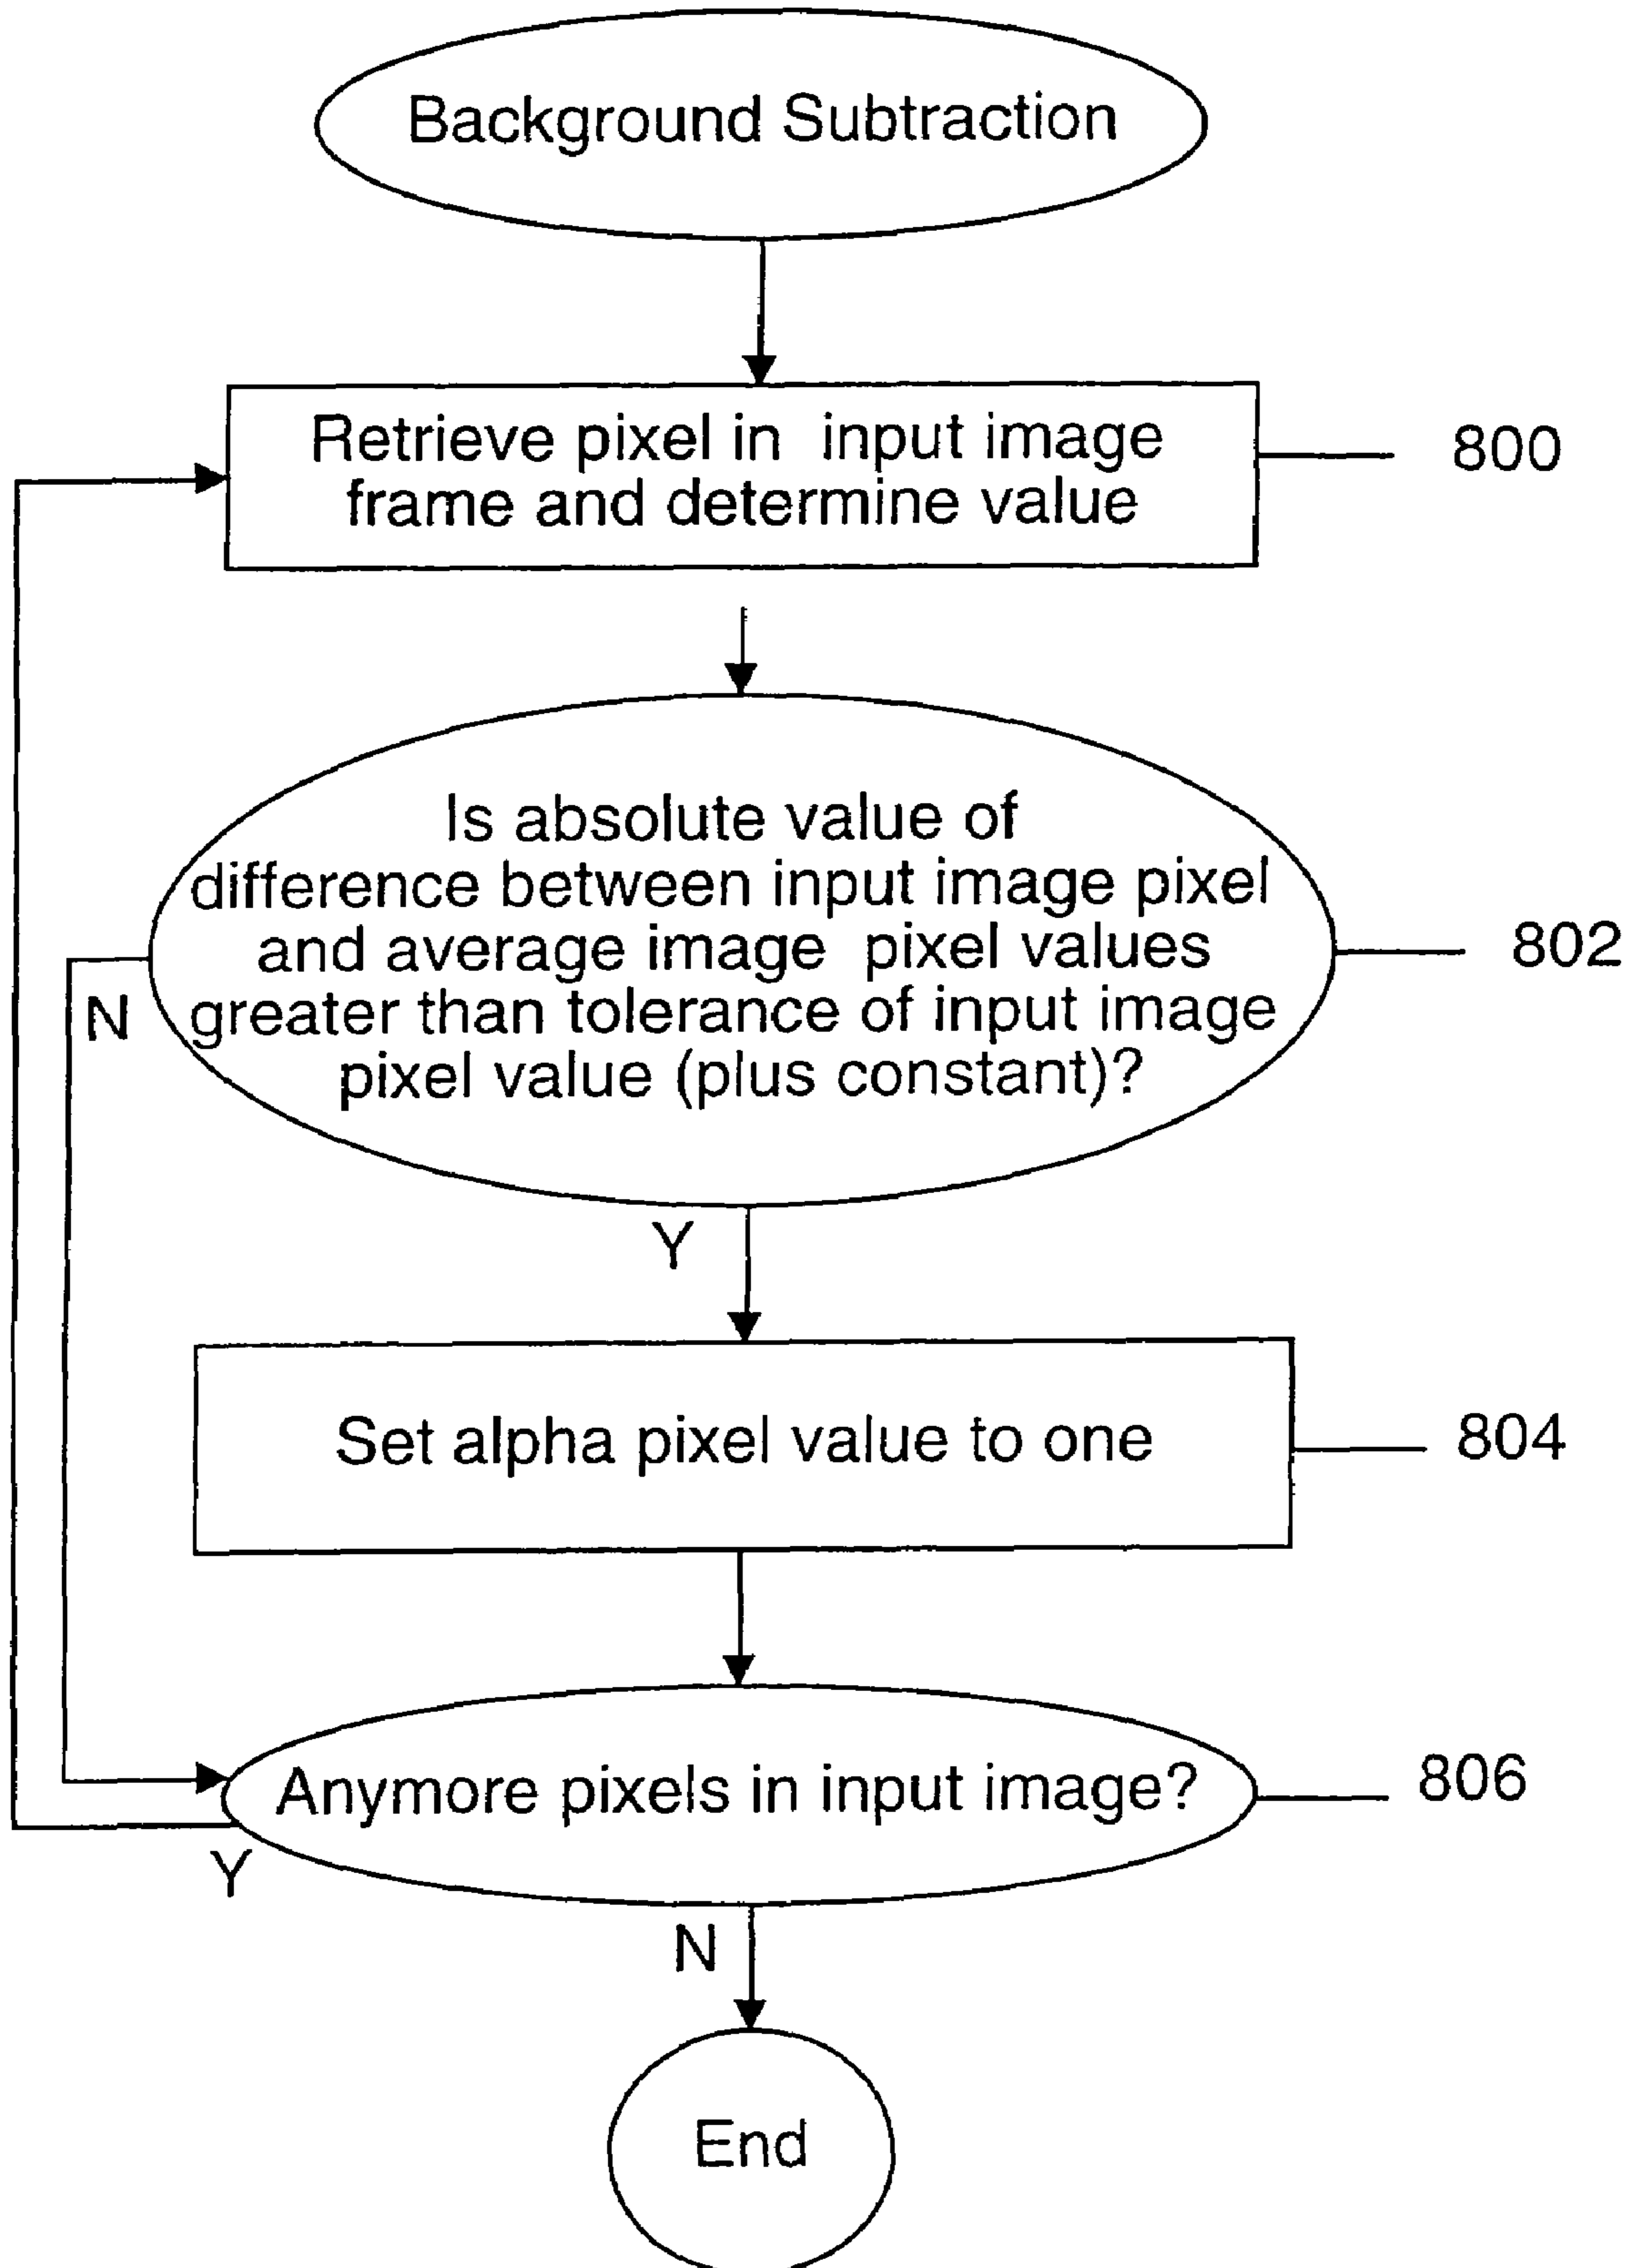 Background Subtraction
Retrieve pixel in input image
frame and determine value
800
Is absolute value of
difference between input image pixel
and average image pixel values
greater than tolerance of input image
pixel value (plus constant)?
802
N
Y
Set alpha pixel value to one
804
Anymore pixels in input image?
806
Y
N
End